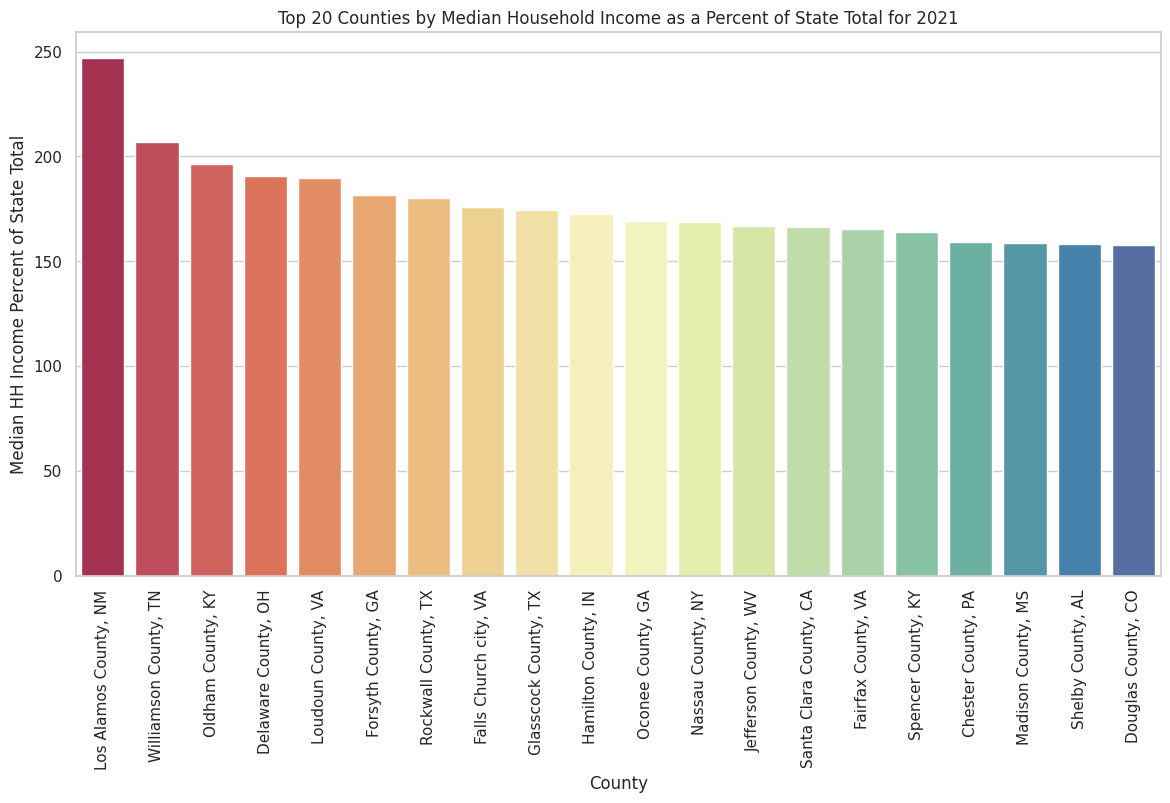 Top 20 Counties by Median Household Income as a Percent of State Total for 2021
Median HH Income Percent of State Total
250
200
150
100
50
0
Los Alamos County, NM
Williamson County, TN
Oldham County, KY
Delaware County, OH
Loudoun County, VA
Forsyth County, GA
Rockwall County, TX
Falls Church city, VA
Glasscock County, TX
Hamilton County, IN
Oconee County, GA
Nassau County, NY
Jefferson County, WV
Santa Clara County, CA
Fairfax County, VA
Spencer County, KY
Chester County, PA
Madison County, MS
Shelby County, AL
Douglas County, CO
County